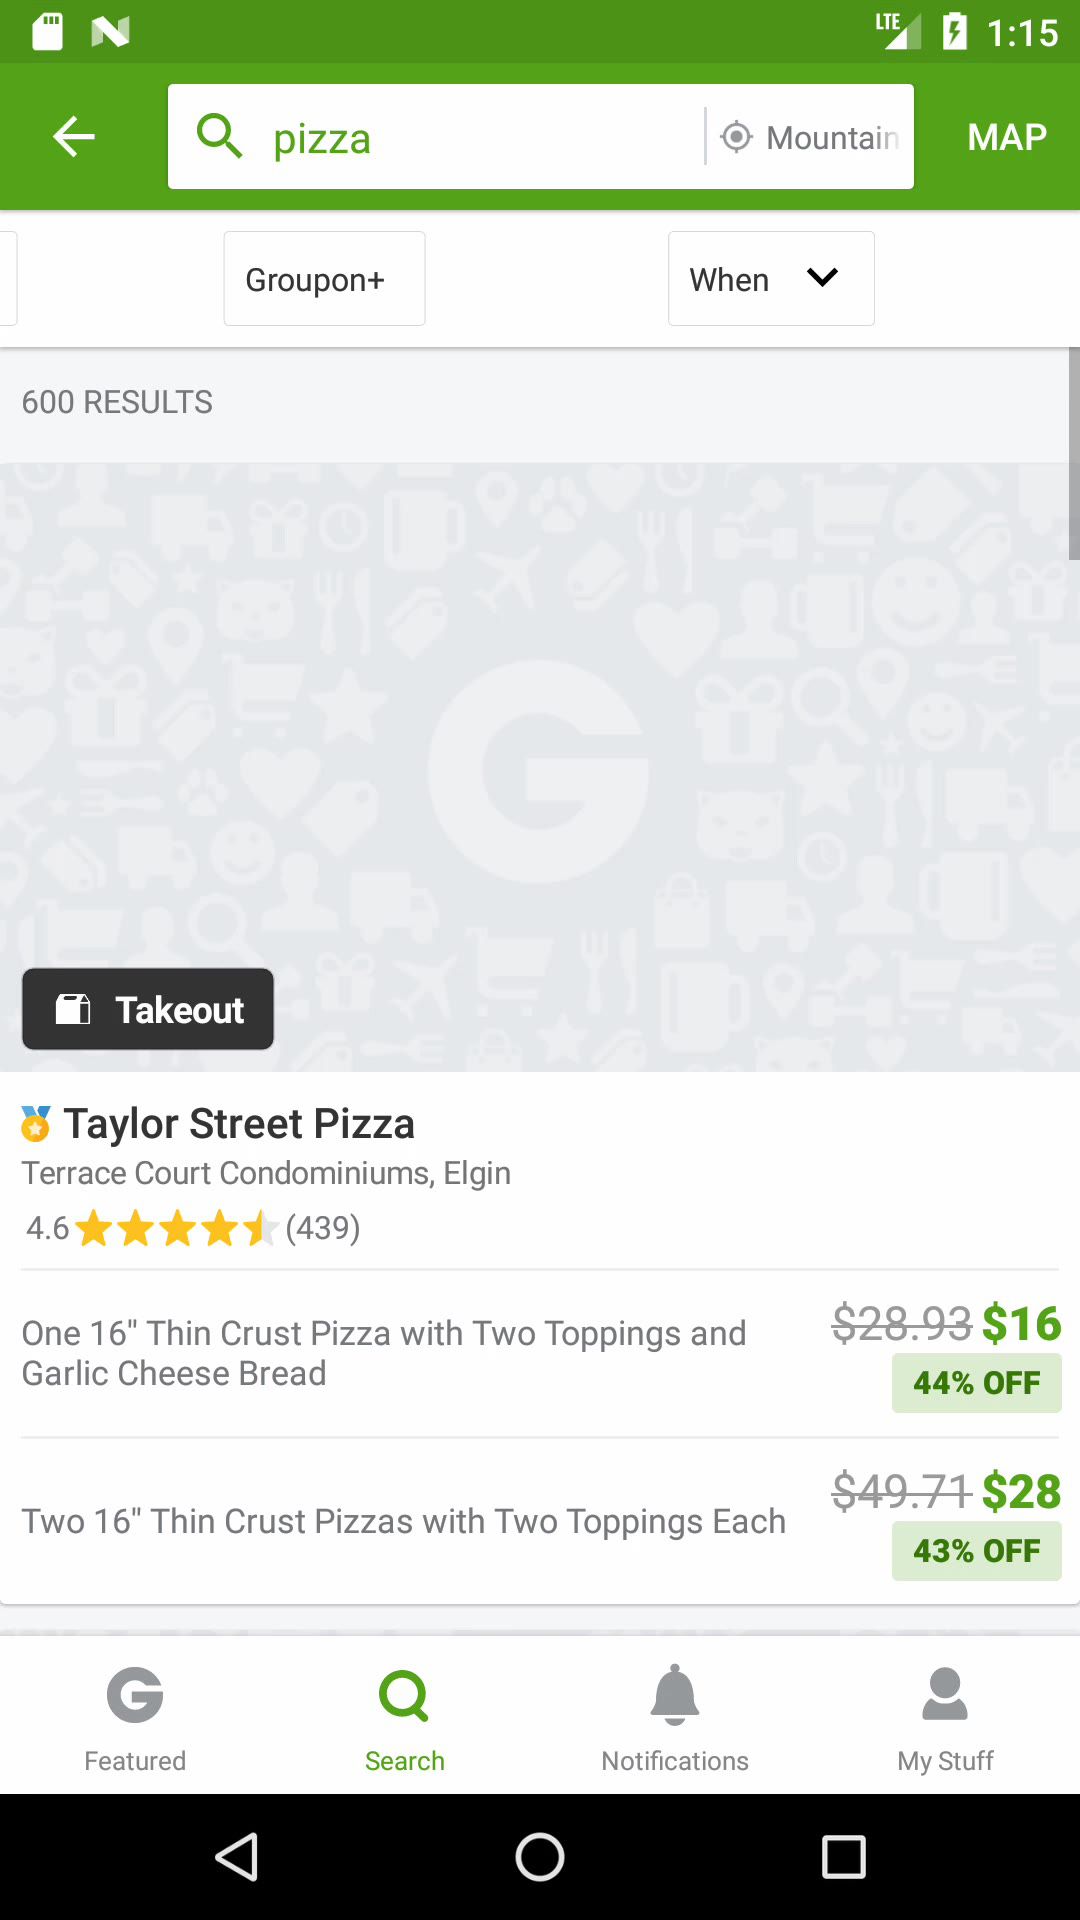 LTE 1:15
pizza Mountain MAP
Groupon+ When
600 RESULTS
G
Takeout
Taylor Street Pizza
Terrace Court Condominiums, Elgin
4.6 (439)
One 16" Thin Crust Pizza with Two Toppings and Garlic Cheese Bread
$28.93 $16
44% OFF
Two 16" Thin Crust Pizzas with Two Toppings Each
$49.71 $28
43% OFF
Featured Search Notifications My Stuff